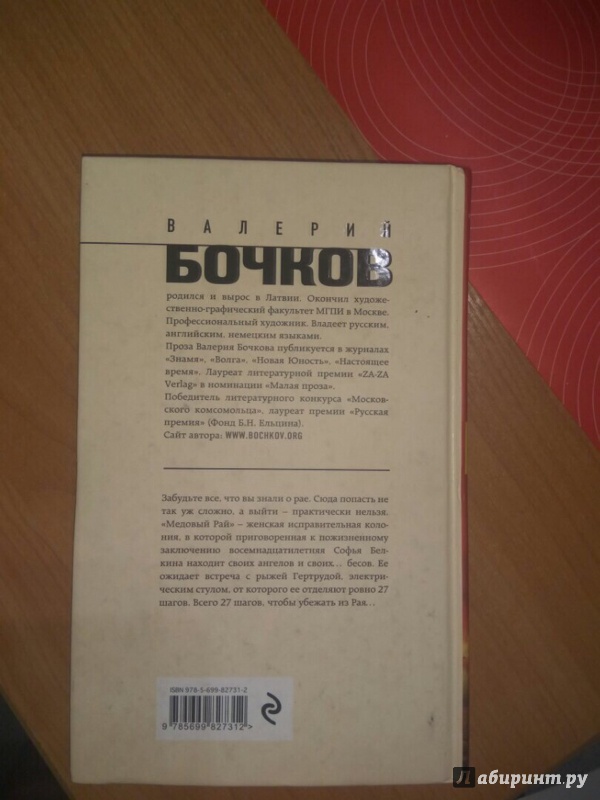 ВАЛЕРИЙ
БОЧКОВ
родился и вырос в Латвии. Окончил художе-
ственно-графический факультет МГПИ в Москве.
Профессиональный художник. Владеет русским,
английским, немецким языками.
Проза Валерия Бочкова публикуется в журналах
«Знамя», «Волга», «Новая Юность», «Настоящее
время». Лауреат литературной премии «ZA-ZA
Verlag» в номинации «Малая проза».
Победитель литературного конкурса «Москов-
ского комсомольца», лауреат премии «Русская
премия» (Фонд Б.Н. Ельцина).
Сайт автора: WWW.BOCHKOV.ORG
Забудьте все, что вы знали о рае. Сюда попасть не
так уж сложно, а выйти – практически нельзя.
«Медовый Рай» – женская исправительная коло-
ния, в которой приговоренная к пожизненному
заключению восемнадцатилетняя Софья Бел-
кина находит своих ангелов и своих... бесов. Ее
ожидает встреча с рыжей Гертрудой, электри-
ческим стулом, от которого ее отделяют ровно 27
шагов. Всего 27 шагов, чтобы убежать из Рая...
ISBN 978-5-699-82731-2
9 785699 827312 >
Лабиринт.ру